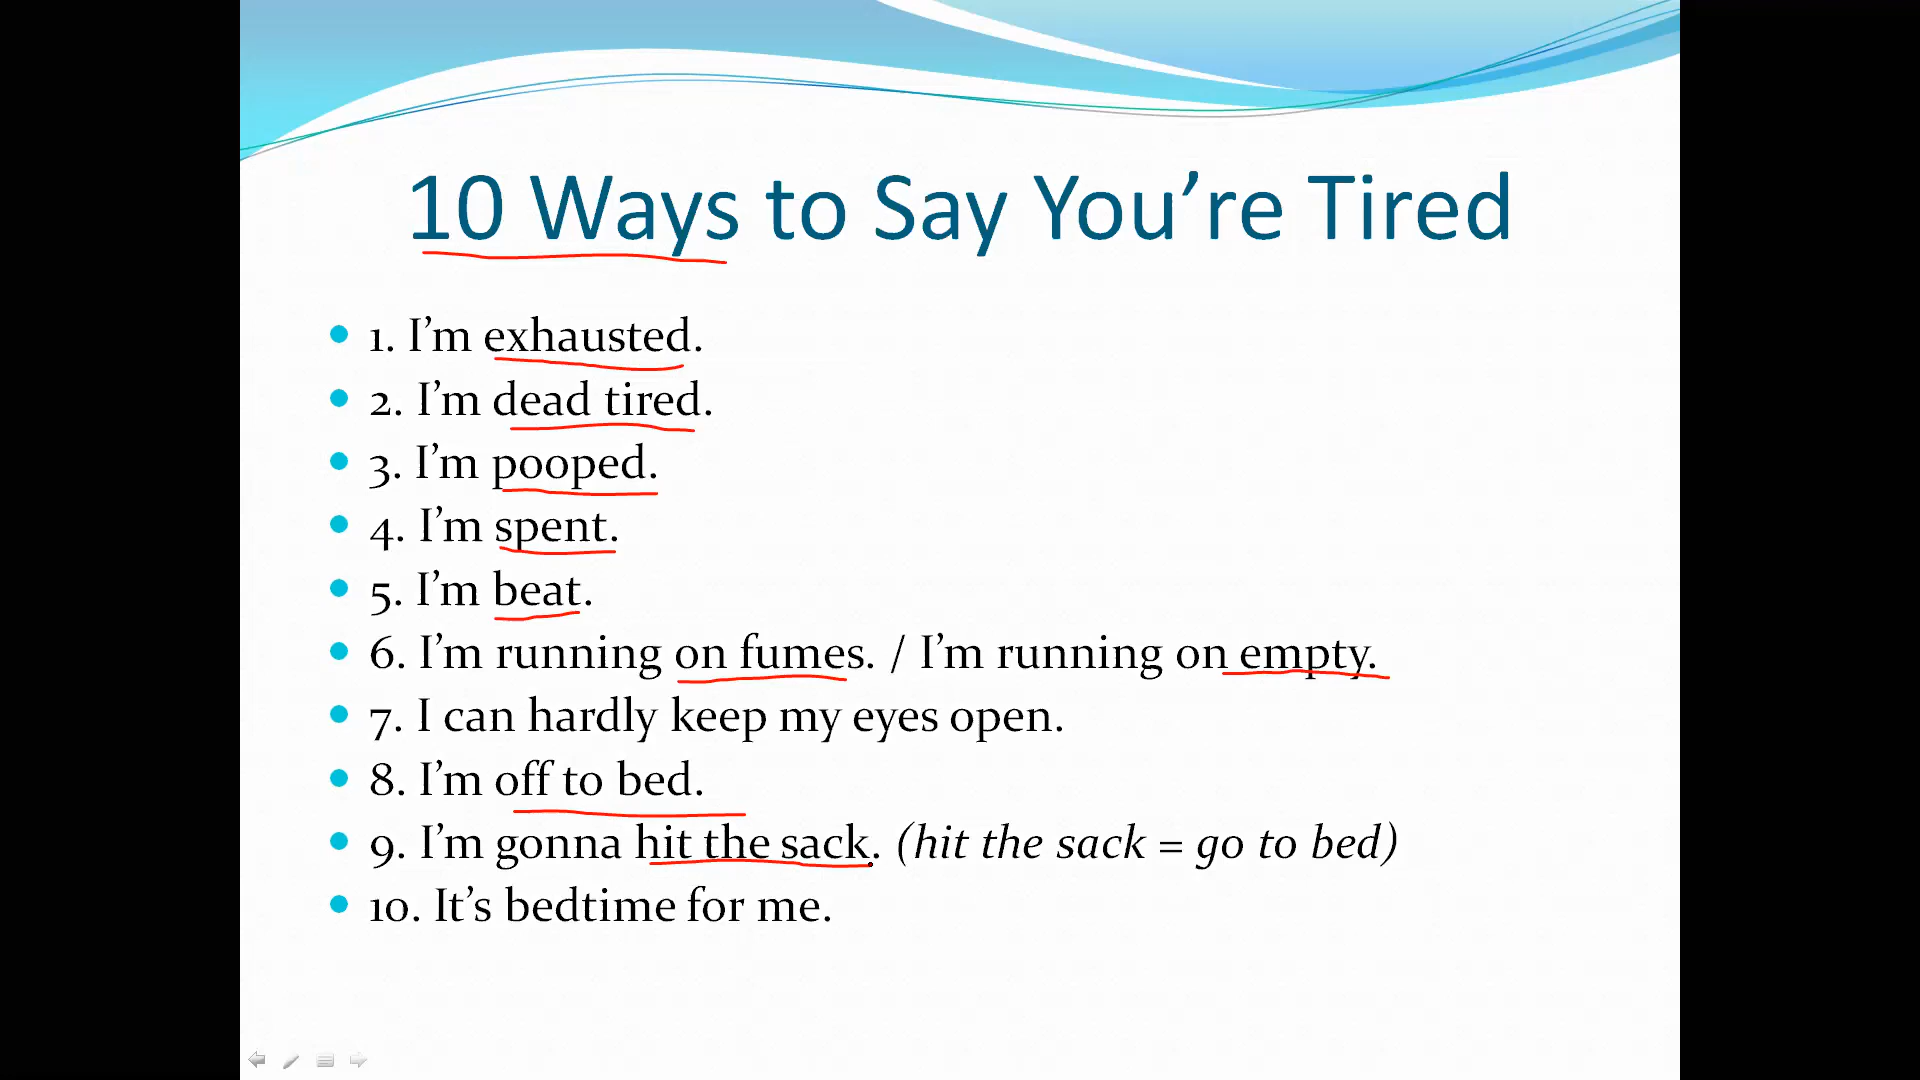 10 Ways to Say You’re Tired
1. I’m exhausted.
2. I’m dead tired.
3. I’m pooped.
4. I’m spent.
5. I’m beat.
6. I’m running on fumes. / I’m running on empty.
7. I can hardly keep my eyes open.
8. I’m off to bed.
9. I’m gonna hit the sack. (hit the sack = go to bed)
10. It’s bedtime for me.